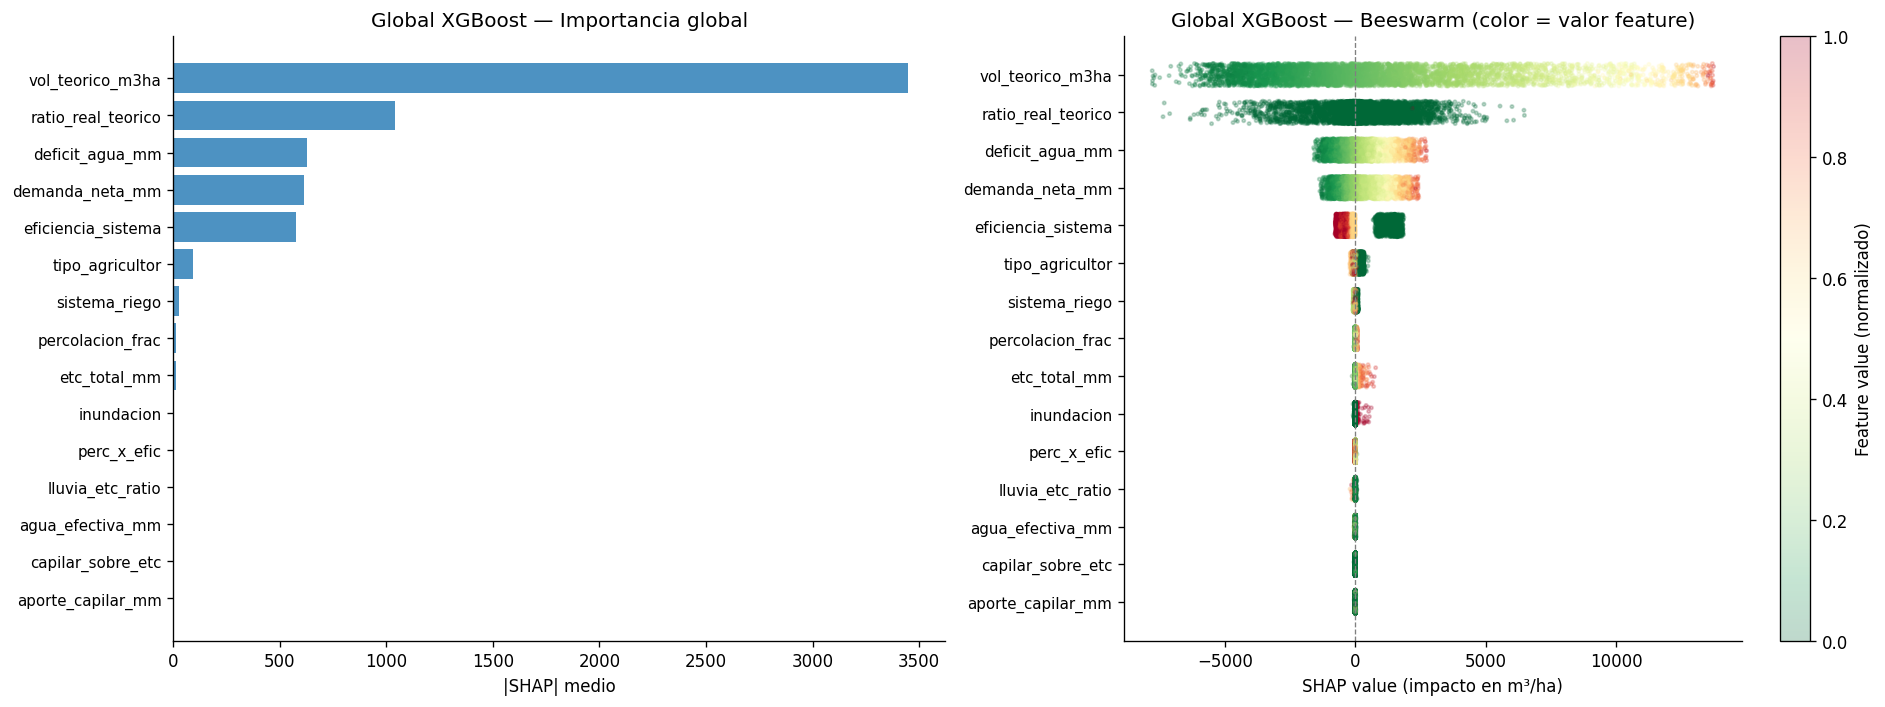 Global XGBoost — Importancia global
vol_teorico_m3ha
ratio_real_teorico
deficit_agua_mm
demanda_neta_mm
eficiencia_sistema
tipo_agricultor
sistema_riego
percolacion_frac
etc_total_mm
inundacion
perc_x_efic
lluvia_etc_ratio
agua_efectiva_mm
capilar_sobre_etc
aporte_capilar_mm
0 500 1000 1500 2000 2500 3000 3500
|SHAP| medio
Global XGBoost — Beeswarm (color = valor feature)
vol_teorico_m3ha
ratio_real_teorico
deficit_agua_mm
demanda_neta_mm
eficiencia_sistema
tipo_agricultor
sistema_riego
percolacion_frac
etc_total_mm
inundacion
perc_x_efic
lluvia_etc_ratio
agua_efectiva_mm
capilar_sobre_etc
aporte_capilar_mm
−5000 0 5000 10000
SHAP value (impacto en m³/ha)
1.0
0.8
0.6
0.4
0.2
0.0
Feature value (normalizado)